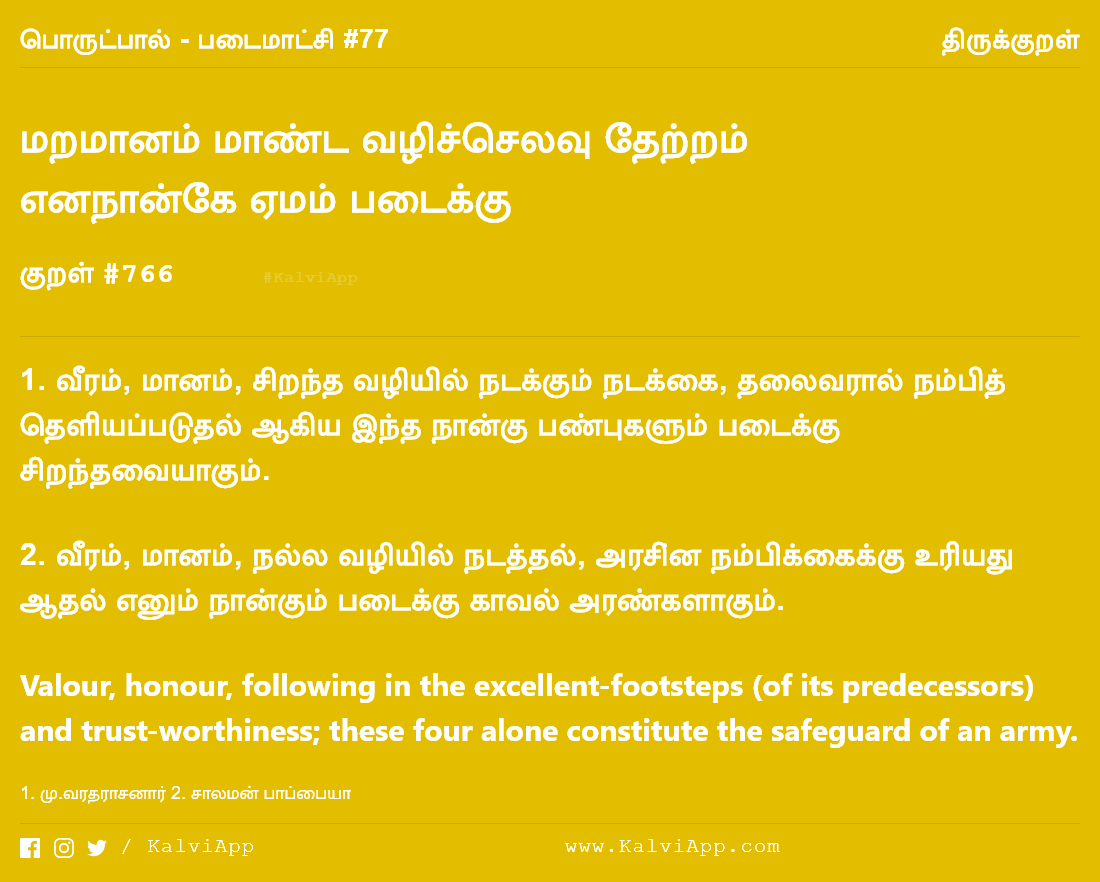 பொருட்பால் - படைமாட்சி #77
திருக்குறள்
மறமானம் மாண்ட வழிச்செலவு தேற்றம்
எனநான்கே ஏமம் படைக்கு
குறள் #766
#KalviApp
1. வீரம், மானம், சிறந்த வழியில் நடக்கும் நடக்கை, தலைவரால் நம்பித்
தெளியப்படுதல் ஆகிய இந்த நான்கு பண்புகளும் படைக்கு
சிறந்தவையாகும்.
2. வீரம், மானம், நல்ல வழியில் நடத்தல், அரசின நம்பிக்கைக்கு உரியது
ஆதல் எனும் நான்கும் படைக்கு காவல் அரண்களாகும்.
Valour, honour, following in the excellent-footsteps (of its predecessors)
and trust-worthiness; these four alone constitute the safeguard of an army.
1. மு.வரதராசனார் 2. சாலமன் பாப்பையா
/ KalviApp
www.KalviApp.com